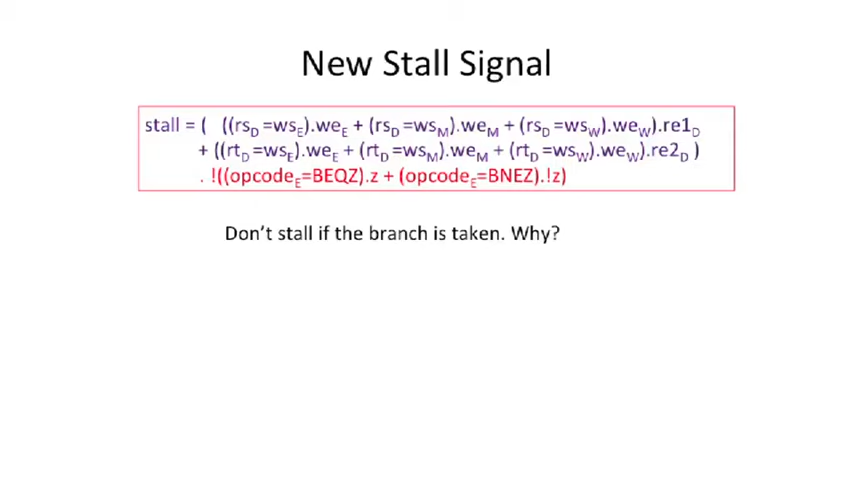 New Stall Signal
stall = ( ((rsD =wsE).weE + (rsD =wsM).weM + (rsD =wsW).weW).re1D
+ ((rtD =wsE).weE + (rtD =wsM).weM + (rtD =wsW).weW).re2D )
. !((opcodeE=BEQZ).z + (opcodeE=BNEZ).!z)
Don't stall if the branch is taken. Why?